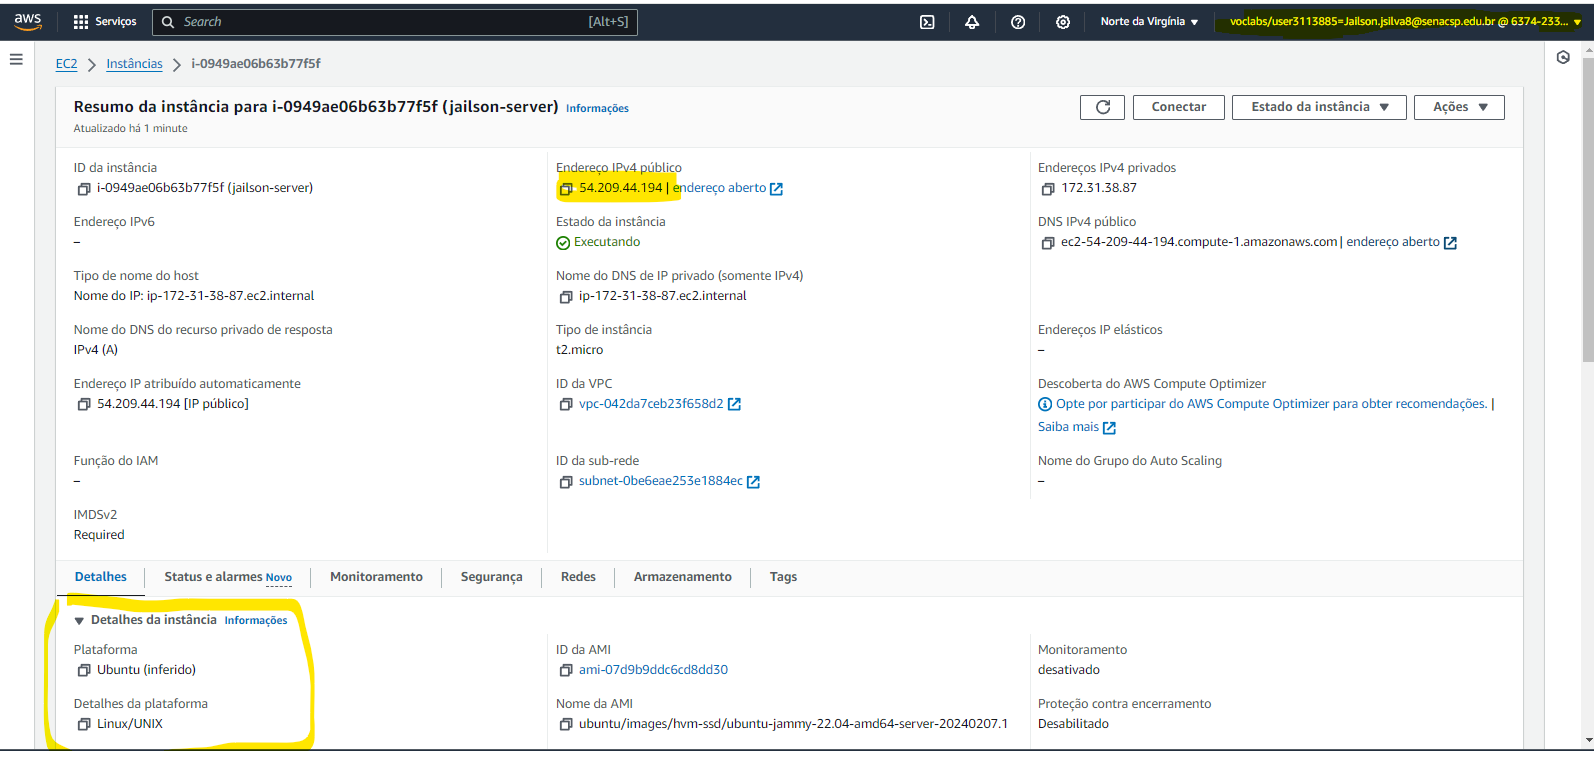 aws
Serviços
Search
[Alt+S]
Norte da Virgínia
voclabs/user3113885=Jailson.jsilva8@senacsp.edu.br @ 6374-233...
EC2
Instâncias
i-0949ae06b63b77f5f
Resumo da instância para i-0949ae06b63b77f5f (jailson-server) Informações
Atualizado há 1 minute
Conectar
Estado da instância
Ações
ID da instância
i-0949ae06b63b77f5f (jailson-server)
Endereço IPv4 público
54.209.44.194 | endereço aberto
Endereços IPv4 privados
172.31.38.87
Endereço IPv6
–
Estado da instância
Executando
DNS IPv4 público
ec2-54-209-44-194.compute-1.amazonaws.com | endereço aberto
Tipo de nome do host
Nome do IP: ip-172-31-38-87.ec2.internal
Nome do DNS de IP privado (somente IPv4)
ip-172-31-38-87.ec2.internal
Nome do DNS do recurso privado de resposta
IPv4 (A)
Tipo de instância
t2.micro
Endereços IP elásticos
–
Endereço IP atribuído automaticamente
54.209.44.194 [IP público]
ID da VPC
vpc-042da7ceb23f658d2
Descoberta do AWS Compute Optimizer
Opte por participar do AWS Compute Optimizer para obter recomendações. |
Saiba mais
Função do IAM
–
ID da sub-rede
subnet-0be6eae253e1884ec
Nome do Grupo do Auto Scaling
–
IMDSv2
Required
Detalhes
Status e alarmes Novo
Monitoramento
Segurança
Redes
Armazenamento
Tags
Detalhes da instância Informações
Plataforma
Ubuntu (inferido)
ID da AMI
ami-07d9b9ddc6cd8dd30
Monitoramento
desativado
Detalhes da plataforma
Linux/UNIX
Nome da AMI
ubuntu/images/hvm-ssd/ubuntu-jammy-22.04-amd64-server-20240207.1
Proteção contra encerramento
Desabilitado